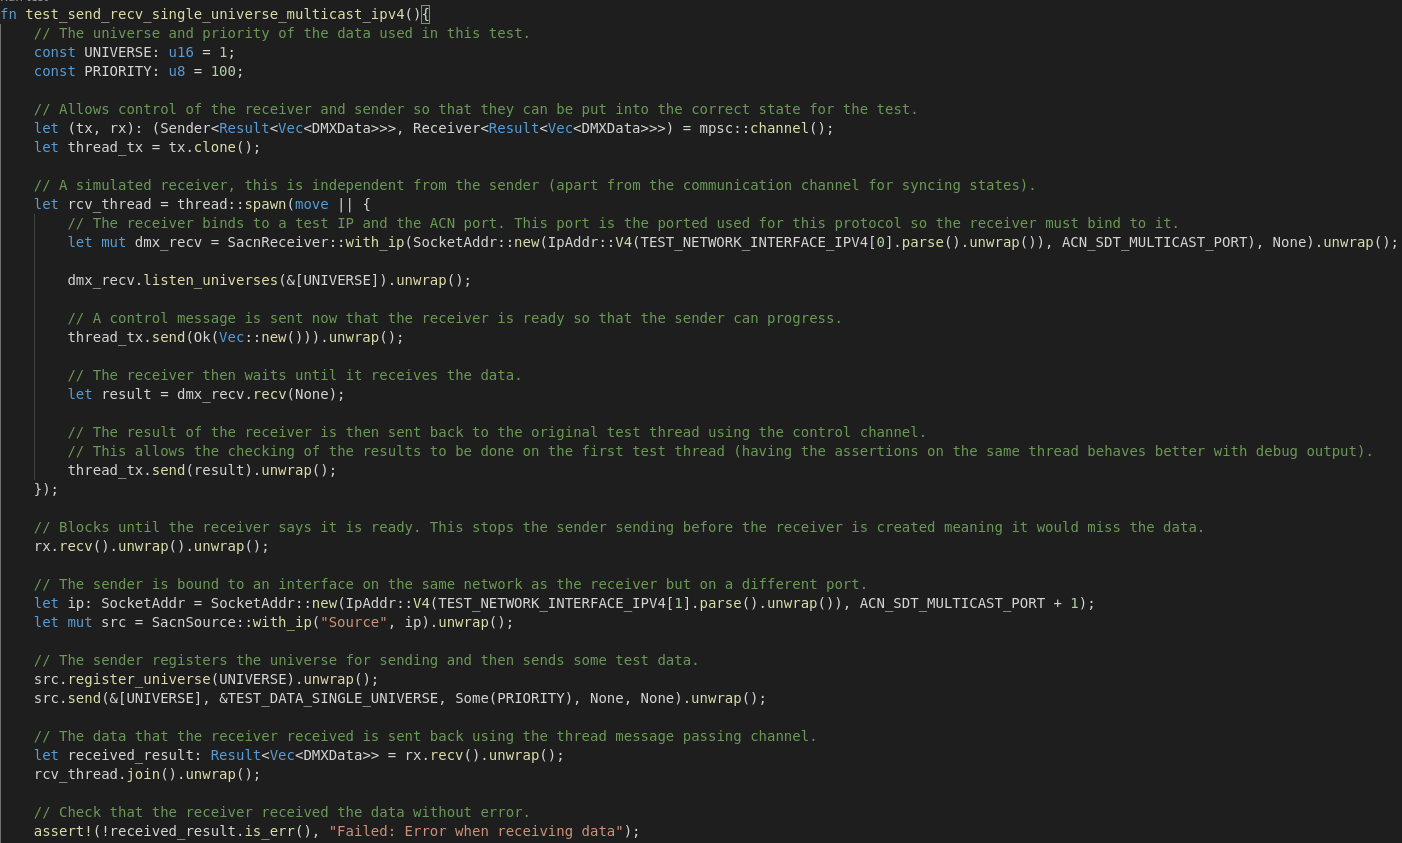 fn test_send_recv_single_universe_multicast_ipv4(){
    // The universe and priority of the data used in this test.
    const UNIVERSE: u16 = 1;
    const PRIORITY: u8 = 100;

    // Allows control of the receiver and sender so that they can be put into the correct state for the test.
    let (tx, rx): (Sender<Result<Vec<DMXData>>>, Receiver<Result<Vec<DMXData>>>) = mpsc::channel();
    let thread_tx = tx.clone();

    // A simulated receiver, this is independent from the sender (apart from the communication channel for syncing states).
    let rcv_thread = thread::spawn(move || {
        // The receiver binds to a test IP and the ACN port. This port is the ported used for this protocol so the receiver must bind to it.
        let mut dmx_recv = SacnReceiver::with_ip(SocketAddr::new(IpAddr::V4(TEST_NETWORK_INTERFACE_IPV4[0].parse().unwrap()), ACN_SDT_MULTICAST_PORT), None).unwrap();

        dmx_recv.listen_universes(&[UNIVERSE]).unwrap();

        // A control message is sent now that the receiver is ready so that the sender can progress.
        thread_tx.send(Ok(Vec::new())).unwrap();

        // The receiver then waits until it receives the data.
        let result = dmx_recv.recv(None);

        // The result of the receiver is then sent back to the original test thread using the control channel.
        // This allows the checking of the results to be done on the first test thread (having the assertions on the same thread behaves better with debug output).
        thread_tx.send(result).unwrap();
    });

    // Blocks until the receiver says it is ready. This stops the sender sending before the receiver is created meaning it would miss the data.
    rx.recv().unwrap().unwrap();

    // The sender is bound to an interface on the same network as the receiver but on a different port.
    let ip: SocketAddr = SocketAddr::new(IpAddr::V4(TEST_NETWORK_INTERFACE_IPV4[1].parse().unwrap()), ACN_SDT_MULTICAST_PORT + 1);
    let mut src = SacnSource::with_ip("Source", ip).unwrap();

    // The sender registers the universe for sending and then sends some test data.
    src.register_universe(UNIVERSE).unwrap();
    src.send(&[UNIVERSE], &TEST_DATA_SINGLE_UNIVERSE, Some(PRIORITY), None, None).unwrap();

    // The data that the receiver received is sent back using the thread message passing channel.
    let received_result: Result<Vec<DMXData>> = rx.recv().unwrap();
    rcv_thread.join().unwrap();

    // Check that the receiver received the data without error.
    assert!(!received_result.is_err(), "Failed: Error when receiving data");